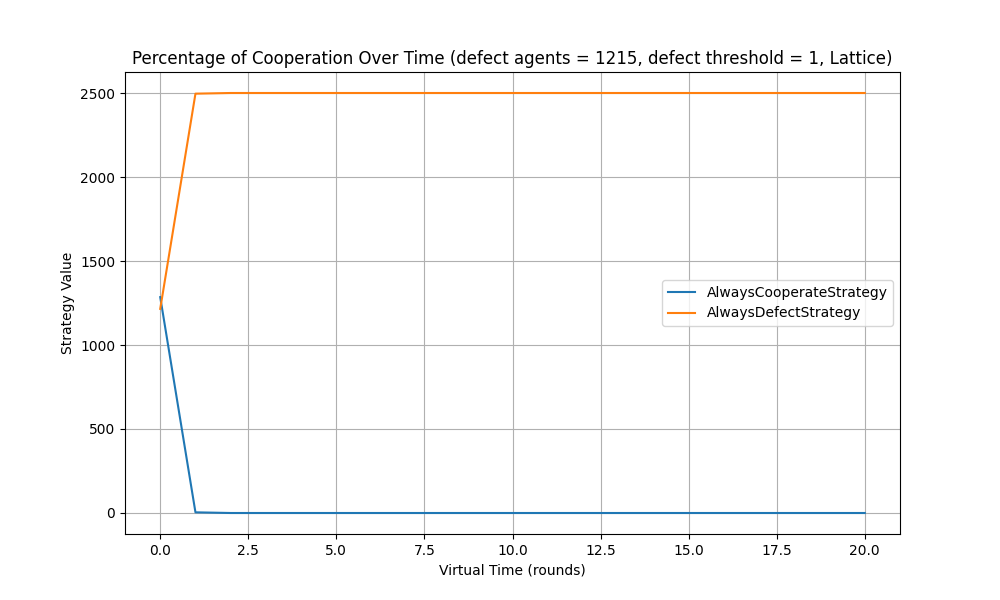 Percentage of Cooperation Over Time (defect agents = 1215, defect threshold = 1, Lattice)
2500
2000
1500
1000
500
0
Strategy Value
AlwaysCooperateStrategy
AlwaysDefectStrategy
0.0 2.5 5.0 7.5 10.0 12.5 15.0 17.5 20.0
Virtual Time (rounds)